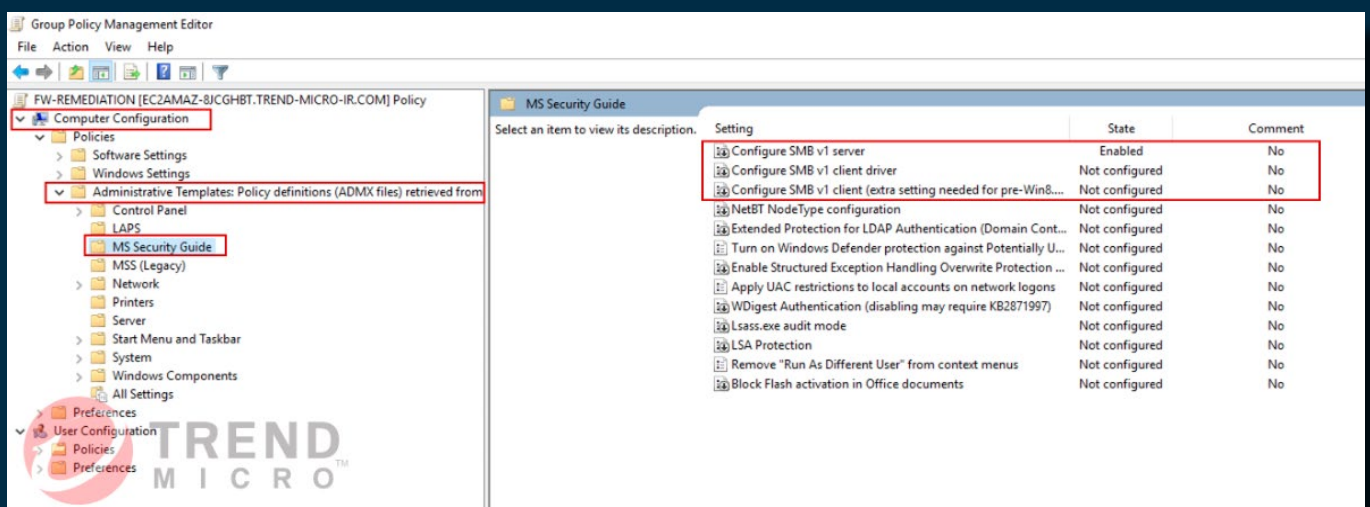 Group Policy Management Editor
File Action View Help
FW-REMEDIATION [EC2AMAZ-8JCGHBT.TREND-MICRO-IR.COM] Policy
Computer Configuration
Policies
Software Settings
Windows Settings
Administrative Templates: Policy definitions (ADMX files) retrieved from
Control Panel
LAPS
MS Security Guide
MSS (Legacy)
Network
Printers
Server
Start Menu and Taskbar
System
Windows Components
All Settings
Preferences
User Configuration
Policies
Preferences
TREND
MICRO™
MS Security Guide
Select an item to view its description.
Setting State Comment
Configure SMB v1 server Enabled No
Configure SMB v1 client driver Not configured No
Configure SMB v1 client (extra setting needed for pre-Win8.... Not configured No
NetBT NodeType configuration Not configured No
Extended Protection for LDAP Authentication (Domain Cont... Not configured No
Turn on Windows Defender protection against Potentially U... Not configured No
Enable Structured Exception Handling Overwrite Protection ... Not configured No
Apply UAC restrictions to local accounts on network logons Not configured No
WDigest Authentication (disabling may require KB2871997) Not configured No
Lsass.exe audit mode Not configured No
LSA Protection Not configured No
Remove "Run As Different User" from context menus Not configured No
Block Flash activation in Office documents Not configured No